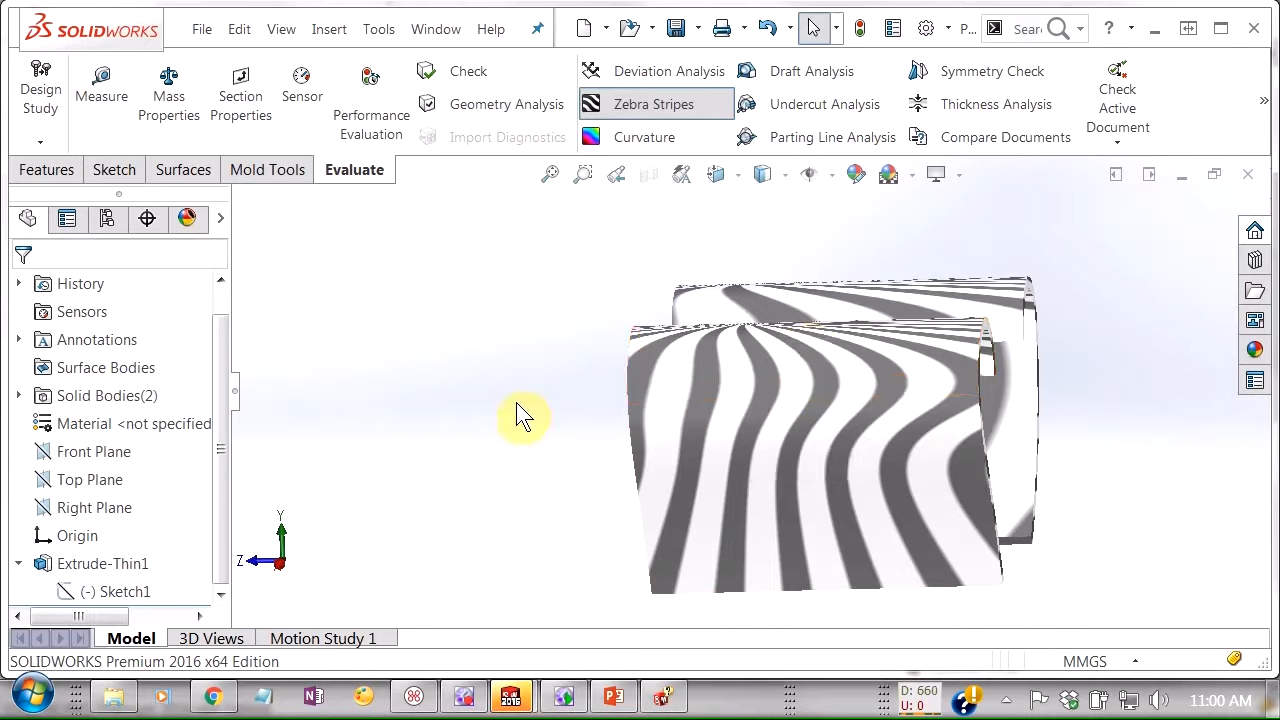 SOLIDWORKS File Edit View Insert Tools Window Help P... Sear
Design Study
Measure
Mass Properties
Section Properties
Sensor
Performance Evaluation
Check
Geometry Analysis
Import Diagnostics
Deviation Analysis
Zebra Stripes
Curvature
Draft Analysis
Undercut Analysis
Parting Line Analysis
Symmetry Check
Thickness Analysis
Compare Documents
Check Active Document
Features Sketch Surfaces Mold Tools Evaluate
History
Sensors
Annotations
Surface Bodies
Solid Bodies(2)
Material <not specified
Front Plane
Top Plane
Right Plane
Origin
Extrude-Thin1
(-) Sketch1
Y
Z
Model 3D Views Motion Study 1
SOLIDWORKS Premium 2016 x64 Edition MMGS
D: 660
U: 0
11:00 AM